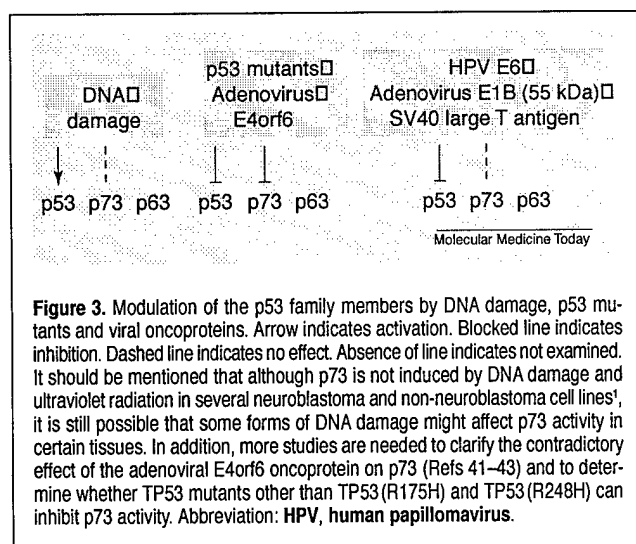 DNA□
damage
p53 mutants□
Adenovirus□
E4orf6
HPV E6□
Adenovirus E1B (55 kDa)□
SV40 large T antigen
p53 p73 p63
p53 p73 p63
p53 p73 p63
Molecular Medicine Today
Figure 3. Modulation of the p53 family members by DNA damage, p53 mu-
tants and viral oncoproteins. Arrow indicates activation. Blocked line indicates
inhibition. Dashed line indicates no effect. Absence of line indicates not examined.
It should be mentioned that although p73 is not induced by DNA damage and
ultraviolet radiation in several neuroblastoma and non-neuroblastoma cell lines¹,
it is still possible that some forms of DNA damage might affect p73 activity in
certain tissues. In addition, more studies are needed to clarify the contradictory
effect of the adenoviral E4orf6 oncoprotein on p73 (Refs 41–43) and to deter-
mine whether TP53 mutants other than TP53(R175H) and TP53(R248H) can
inhibit p73 activity. Abbreviation: HPV, human papillomavirus.